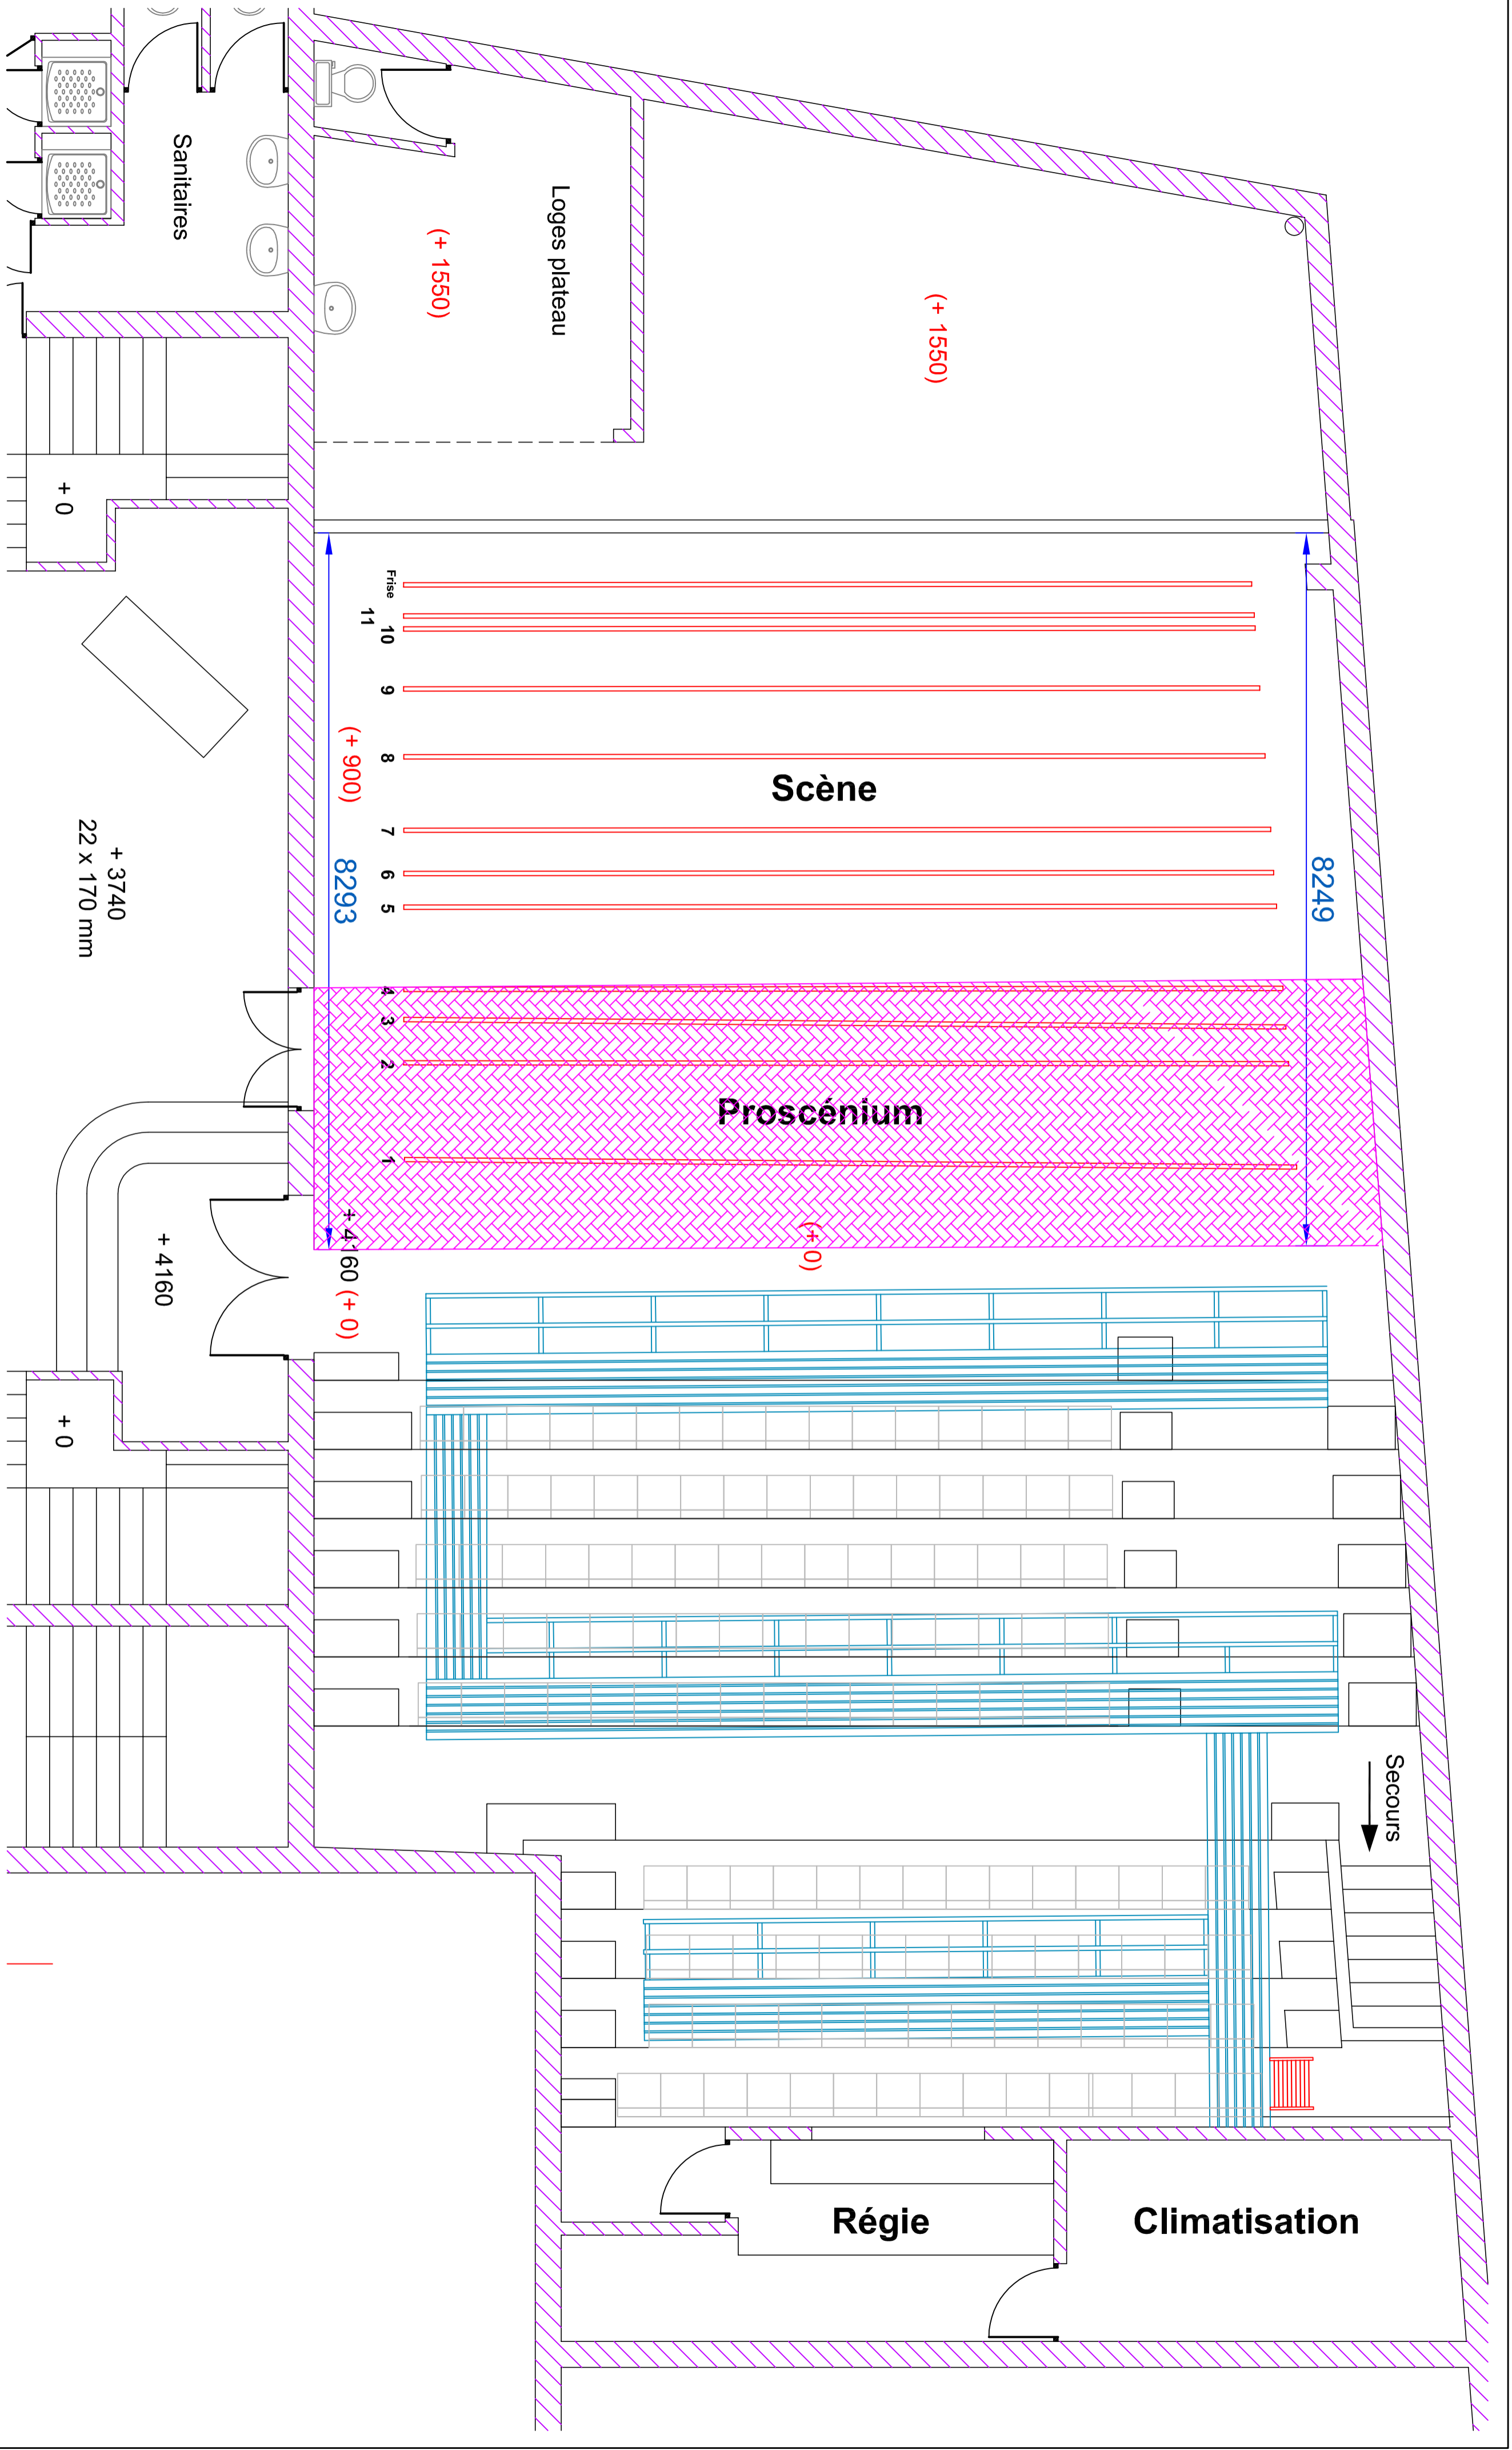 Sanitaires
Loges plateau
(+ 1550)
(+ 1550)
+ 0
Frise
11
10
9
8
7
6
5
4
3
2
1
Scène
(+ 900)
8293
8249
+ 3740
22 x 170 mm
Proscénium
+ 4160
+ 4160 (+ 0)
(+ 0)
+ 0
Secours
Régie
Climatisation